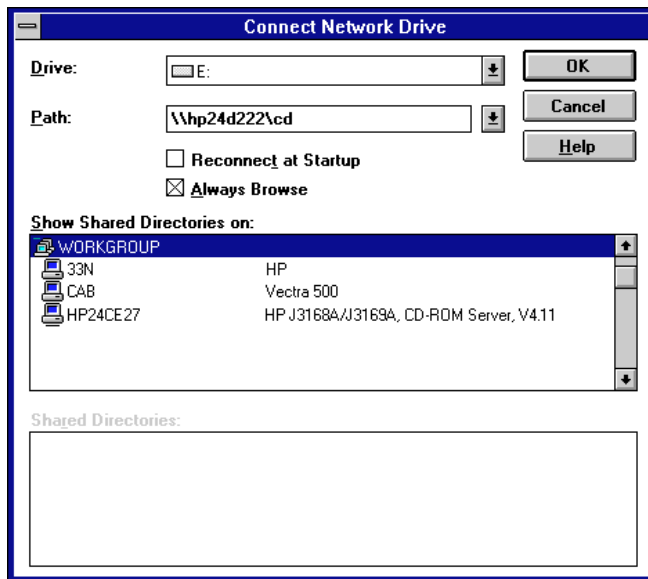 Connect Network Drive
Drive: E: OK
Path: \\hp24d222\cd Cancel
Help
Reconnect at Startup
Always Browse
Show Shared Directories on:
WORKGROUP
33N HP
CAB Vectra 500
HP24CE27 HP J3168A/J3169A, CD-ROM Server, V4.11
Shared Directories: